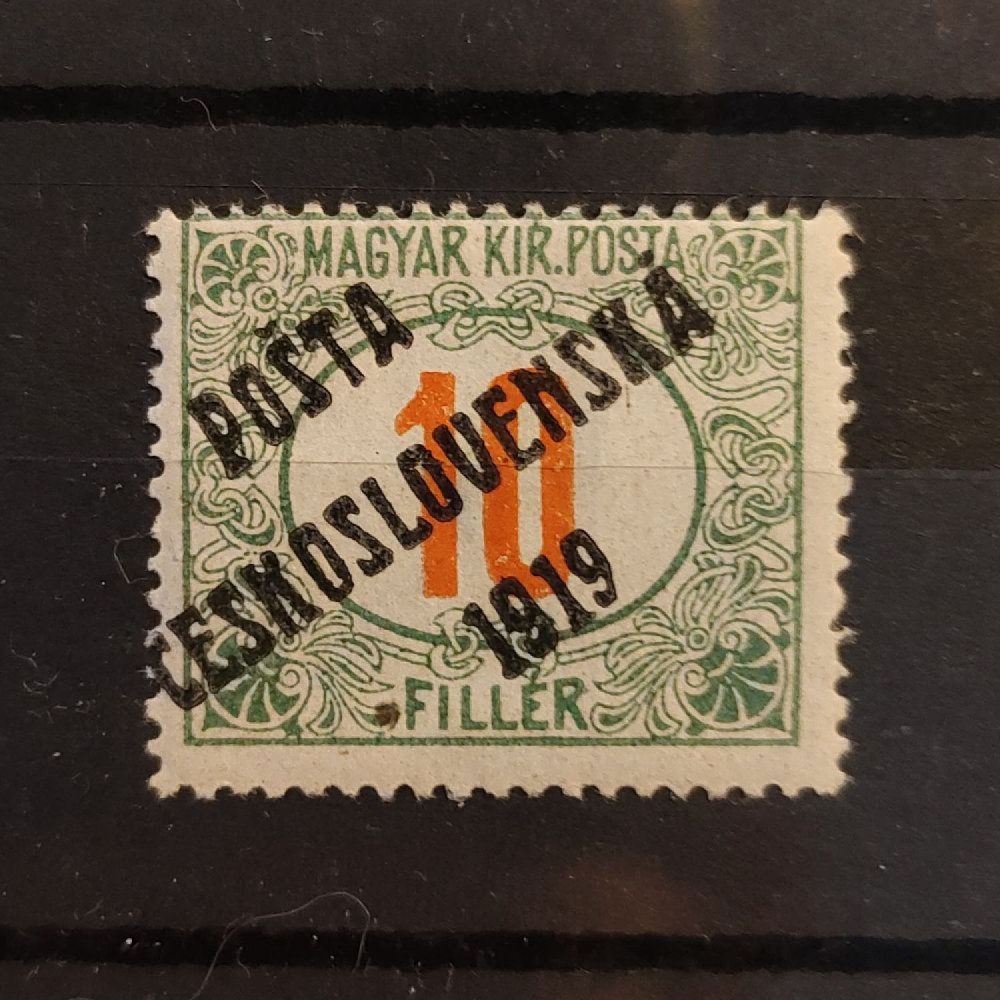 MAGYAR KIR. POSTA
POŠTA
ČESKOSLOVENSKÁ
1919
10
FILLÉR